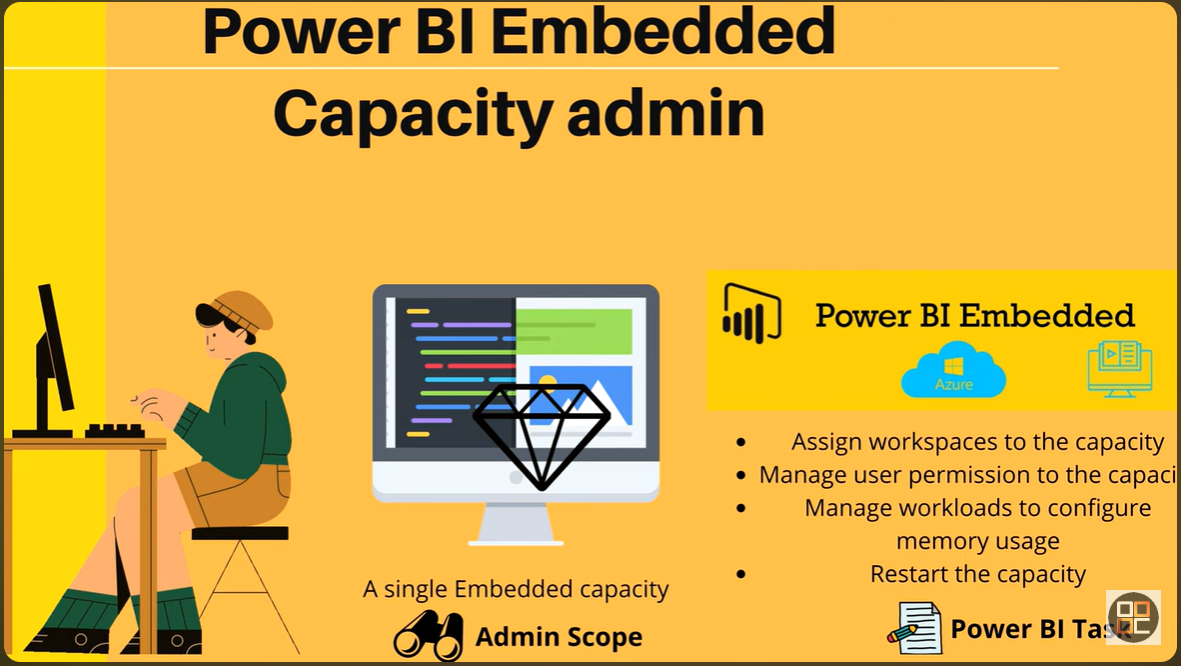 Power BI Embedded
Capacity admin
Power BI Embedded
Azure
• Assign workspaces to the capacity
• Manage user permission to the capaci
• Manage workloads to configure
memory usage
• Restart the capacity
A single Embedded capacity
Admin Scope
Power BI Task